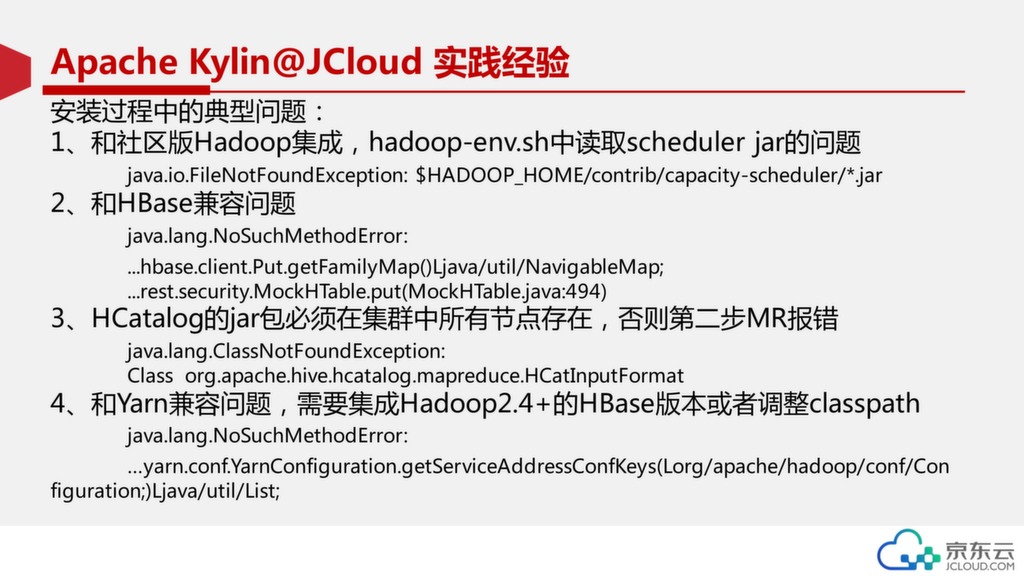 Apache Kylin@JCloud 实践经验
安装过程中的典型问题：
1、和社区版Hadoop集成，hadoop-env.sh中读取scheduler jar的问题
java.io.FileNotFoundException: $HADOOP_HOME/contrib/capacity-scheduler/*.jar
2、和HBase兼容问题
java.lang.NoSuchMethodError:
...hbase.client.Put.getFamilyMap()Ljava/util/NavigableMap;
...rest.security.MockHTable.put(MockHTable.java:494)
3、HCatalog的jar包必须在集群中所有节点存在，否则第二步MR报错
java.lang.ClassNotFoundException:
Class org.apache.hive.hcatalog.mapreduce.HCatInputFormat
4、和Yarn兼容问题，需要集成Hadoop2.4+的HBase版本或者调整classpath
java.lang.NoSuchMethodError:
…yarn.conf.YarnConfiguration.getServiceAddressConfKeys(Lorg/apache/hadoop/conf/Con
figuration;)Ljava/util/List;
京东云
JCLOUD.COM